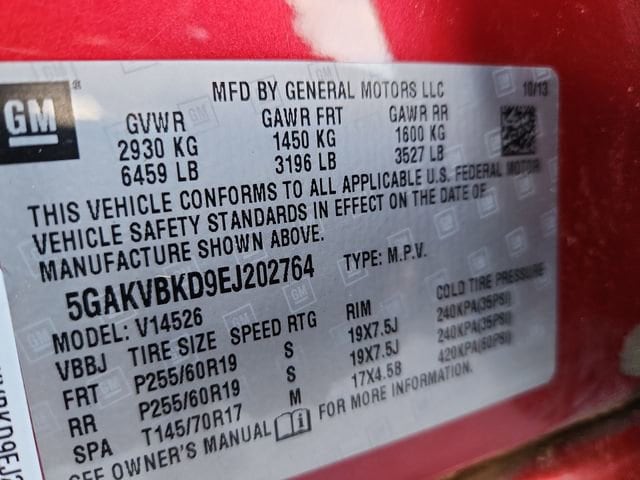 GM
MFD BY GENERAL MOTORS LLC 10/13
GVWR GAWR FRT GAWR RR
2930 KG 1450 KG 1600 KG
6459 LB 3196 LB 3527 LB
THIS VEHICLE CONFORMS TO ALL APPLICABLE U.S. FEDERAL MOTOR
VEHICLE SAFETY STANDARDS IN EFFECT ON THE DATE OF
MANUFACTURE SHOWN ABOVE.
5GAKVBKD9EJ202764 TYPE: M.P.V.
MODEL: V14526
VBBJ TIRE SIZE SPEED RTG RIM COLD TIRE PRESSURE
FRT P255/60R19 S 19X7.5J 240KPA(35PSI)
RR P255/60R19 S 19X7.5J 240KPA(35PSI)
SPA T145/70R17 M 17X4.5B 420KPA(60PSI)
SEE OWNER'S MANUAL FOR MORE INFORMATION.